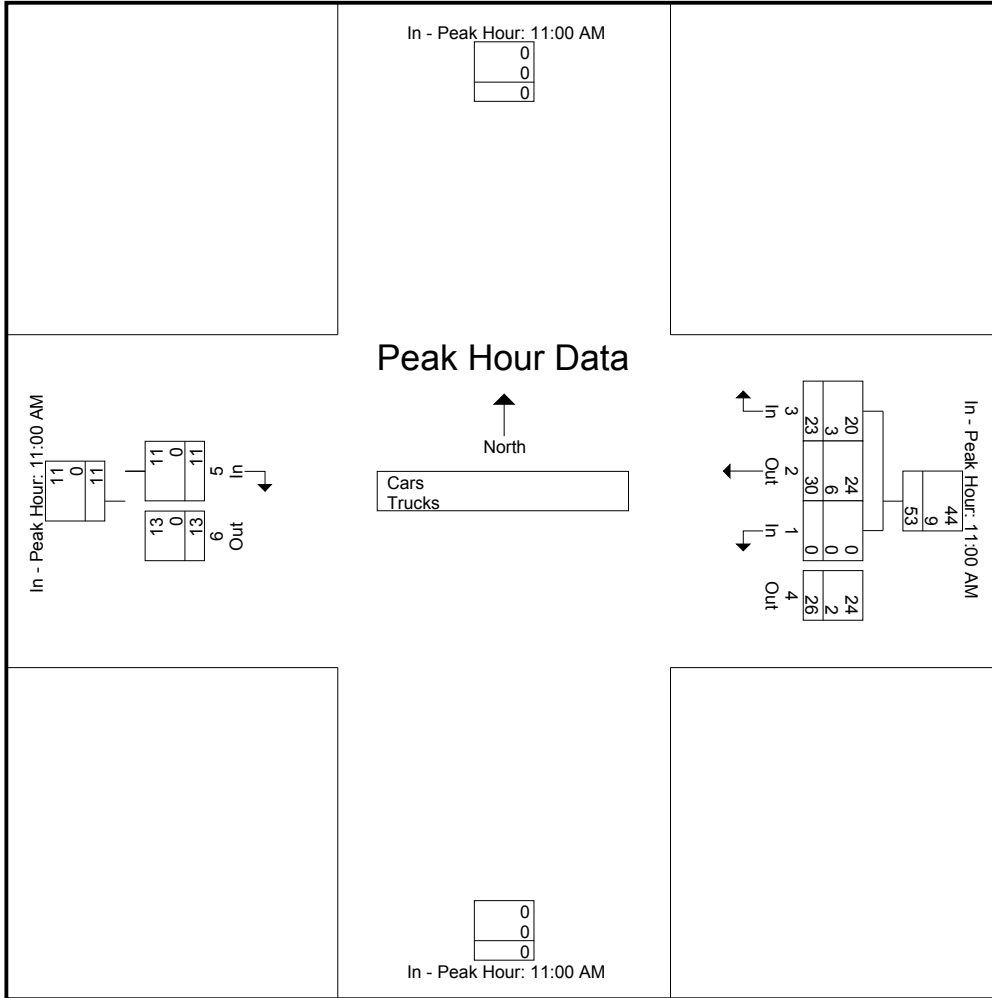 In - Peak Hour: 11:00 AM
0
0
0
Peak Hour Data
North
Cars
Trucks
In - Peak Hour: 11:00 AM
11
0
11
11
0
11
5
In
13
0
13
6
Out
In - Peak Hour: 11:00 AM
44
9
53
20
3
23
3
In
24
6
30
2
Out
0
0
0
1
In
24
2
26
4
Out
0
0
0
In - Peak Hour: 11:00 AM